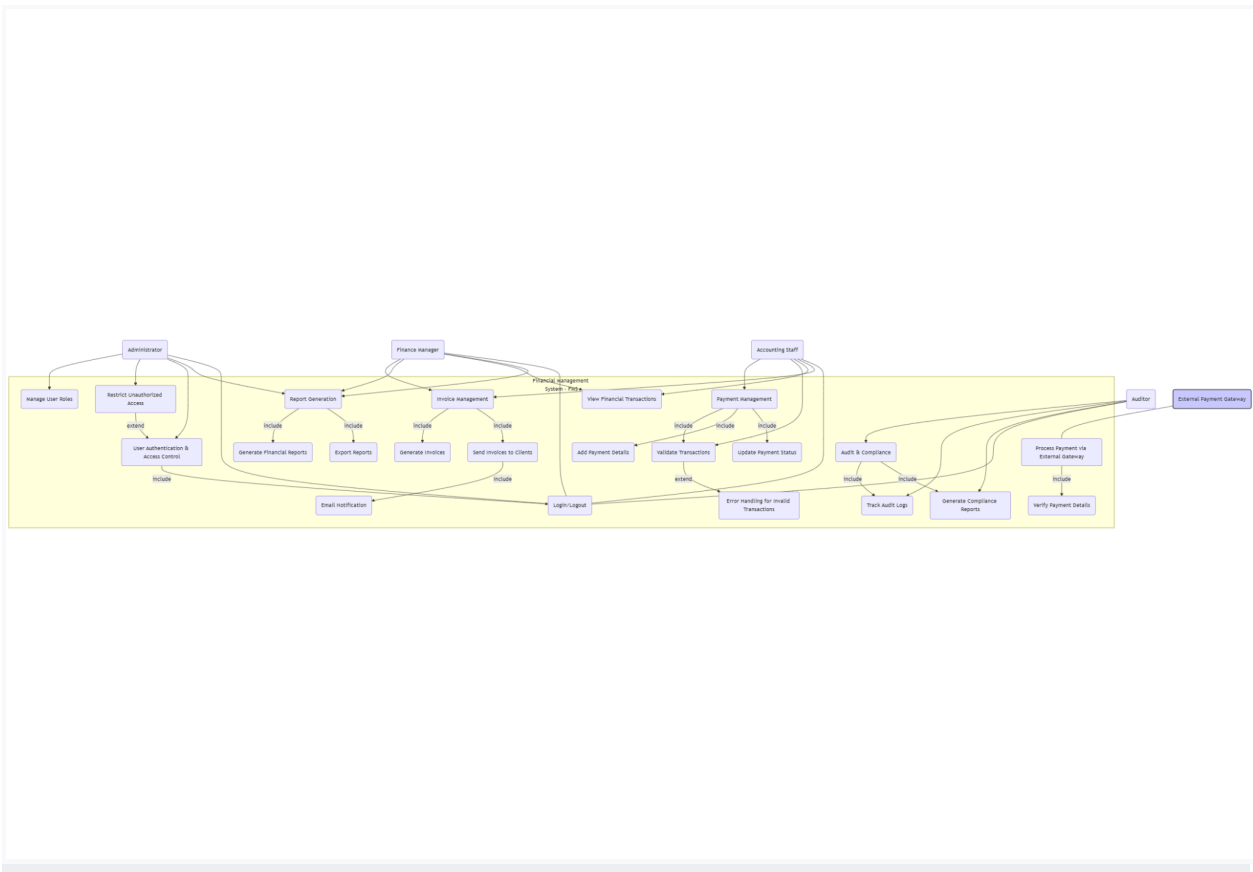 Administrator
Finance Manager
Accounting Staff
Financial Management
System - FMS
Manage User Roles
Restrict Unauthorized
Access
Report Generation
Invoice Management
View Financial Transactions
Payment Management
Auditor
External Payment Gateway
extend
include
include
include
include
include
include
include
User Authentication &
Access Control
Generate Financial Reports
Export Reports
Generate Invoices
Send Invoices to Clients
Add Payment Details
Validate Transactions
Update Payment Status
Audit & Compliance
Process Payment via
External Gateway
include
include
extend
include
include
include
Email Notification
Login/Logout
Error Handling for Invalid
Transactions
Track Audit Logs
Generate Compliance
Reports
Verify Payment Details